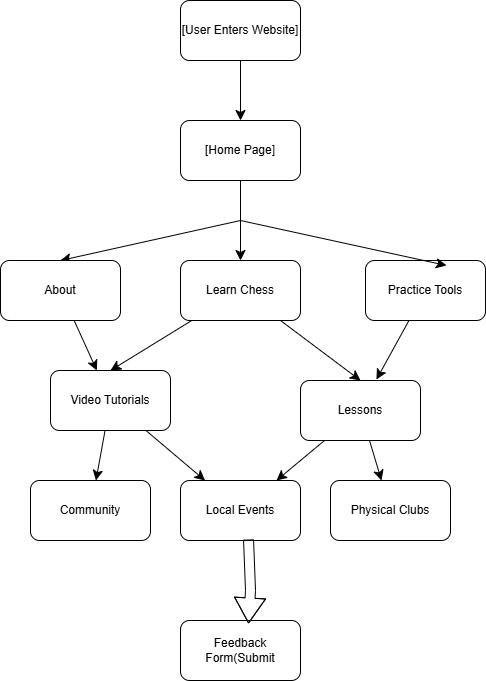 [User Enters Website]
[Home Page]
About
Learn Chess
Practice Tools
Video Tutorials
Lessons
Community
Local Events
Physical Clubs
Feedback
Form(Submit